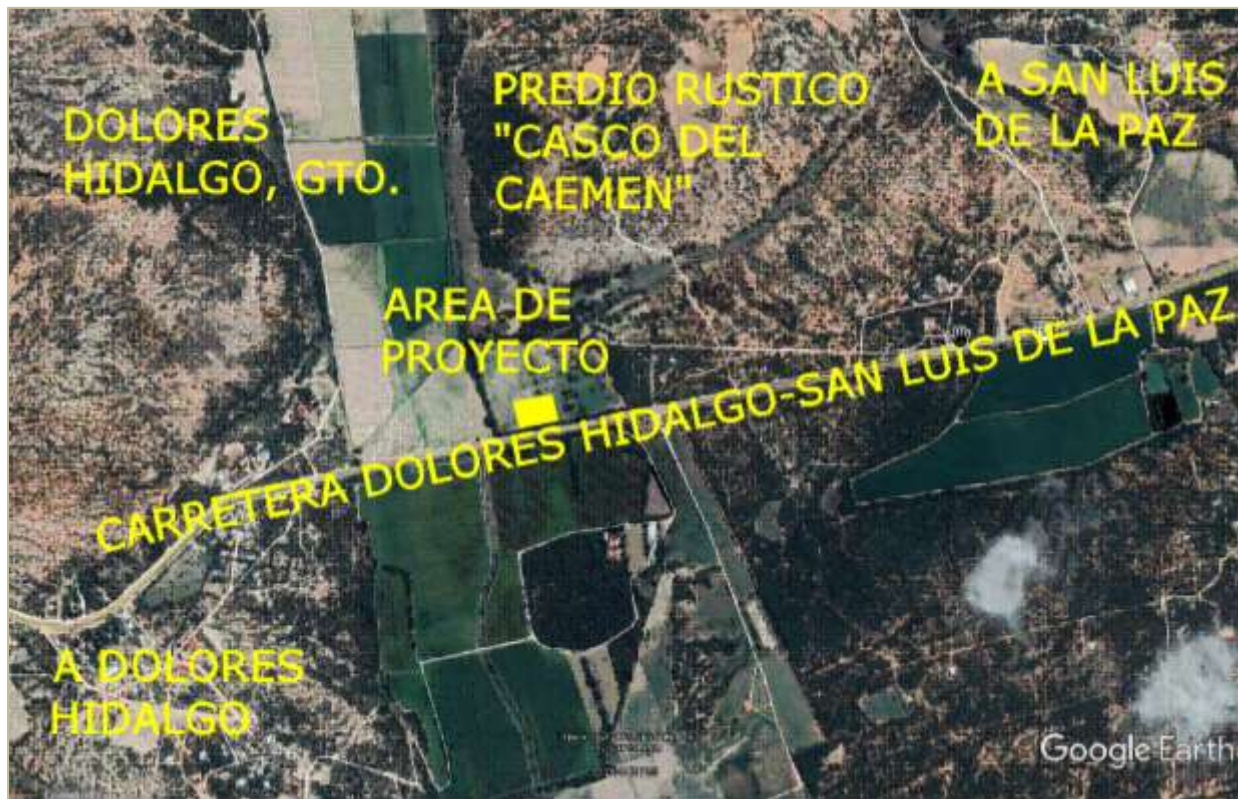 DOLORES
HIDALGO, GTO.
PREDIO RUSTICO
"CASCO DEL
CAEMEN"
A SAN LUIS
DE LA PAZ
AREA DE
PROYECTO
CARRETERA DOLORES HIDALGO-SAN LUIS DE LA PAZ
A DOLORES
HIDALGO
Google Earth